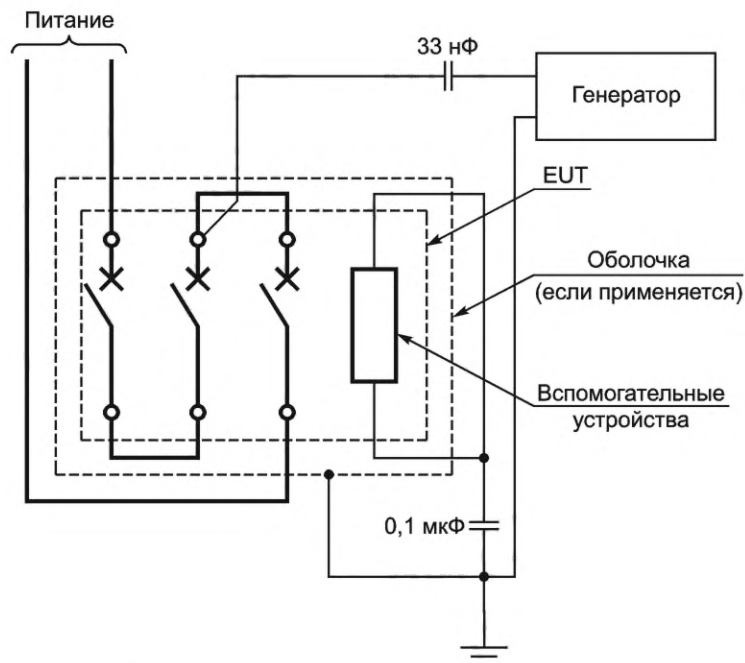 Питание
33 нФ
Генератор
EUT
Оболочка
(если применяется)
Вспомогательные
устройства
0,1 мкФ